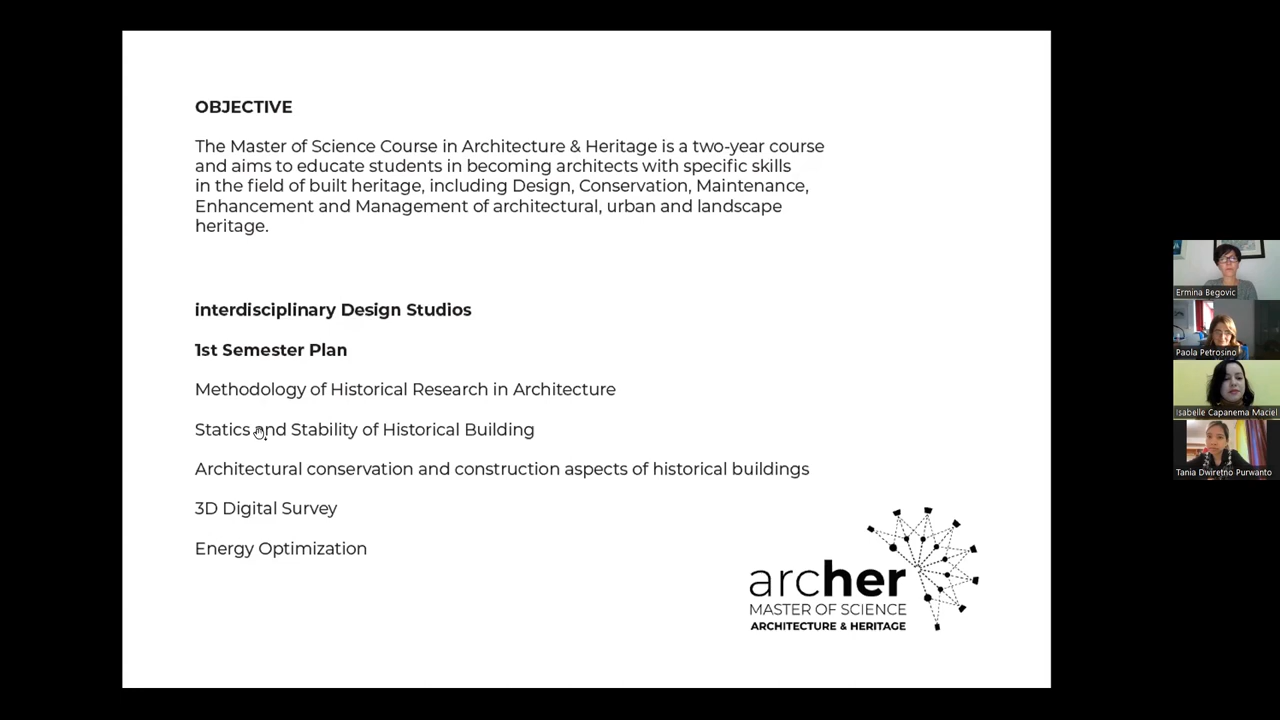 OBJECTIVE
The Master of Science Course in Architecture & Heritage is a two-year course
and aims to educate students in becoming architects with specific skills
in the field of built heritage, including Design, Conservation, Maintenance,
Enhancement and Management of architectural, urban and landscape
heritage.
interdisciplinary Design Studios
1st Semester Plan
Methodology of Historical Research in Architecture
Statics and Stability of Historical Building
Architectural conservation and construction aspects of historical buildings
3D Digital Survey
Energy Optimization
archer
MASTER OF SCIENCE
ARCHITECTURE & HERITAGE
Ermina Begovic
Paola Petrosino
Isabelle Capanema Maciel
Tania Dwiretno Purwanto